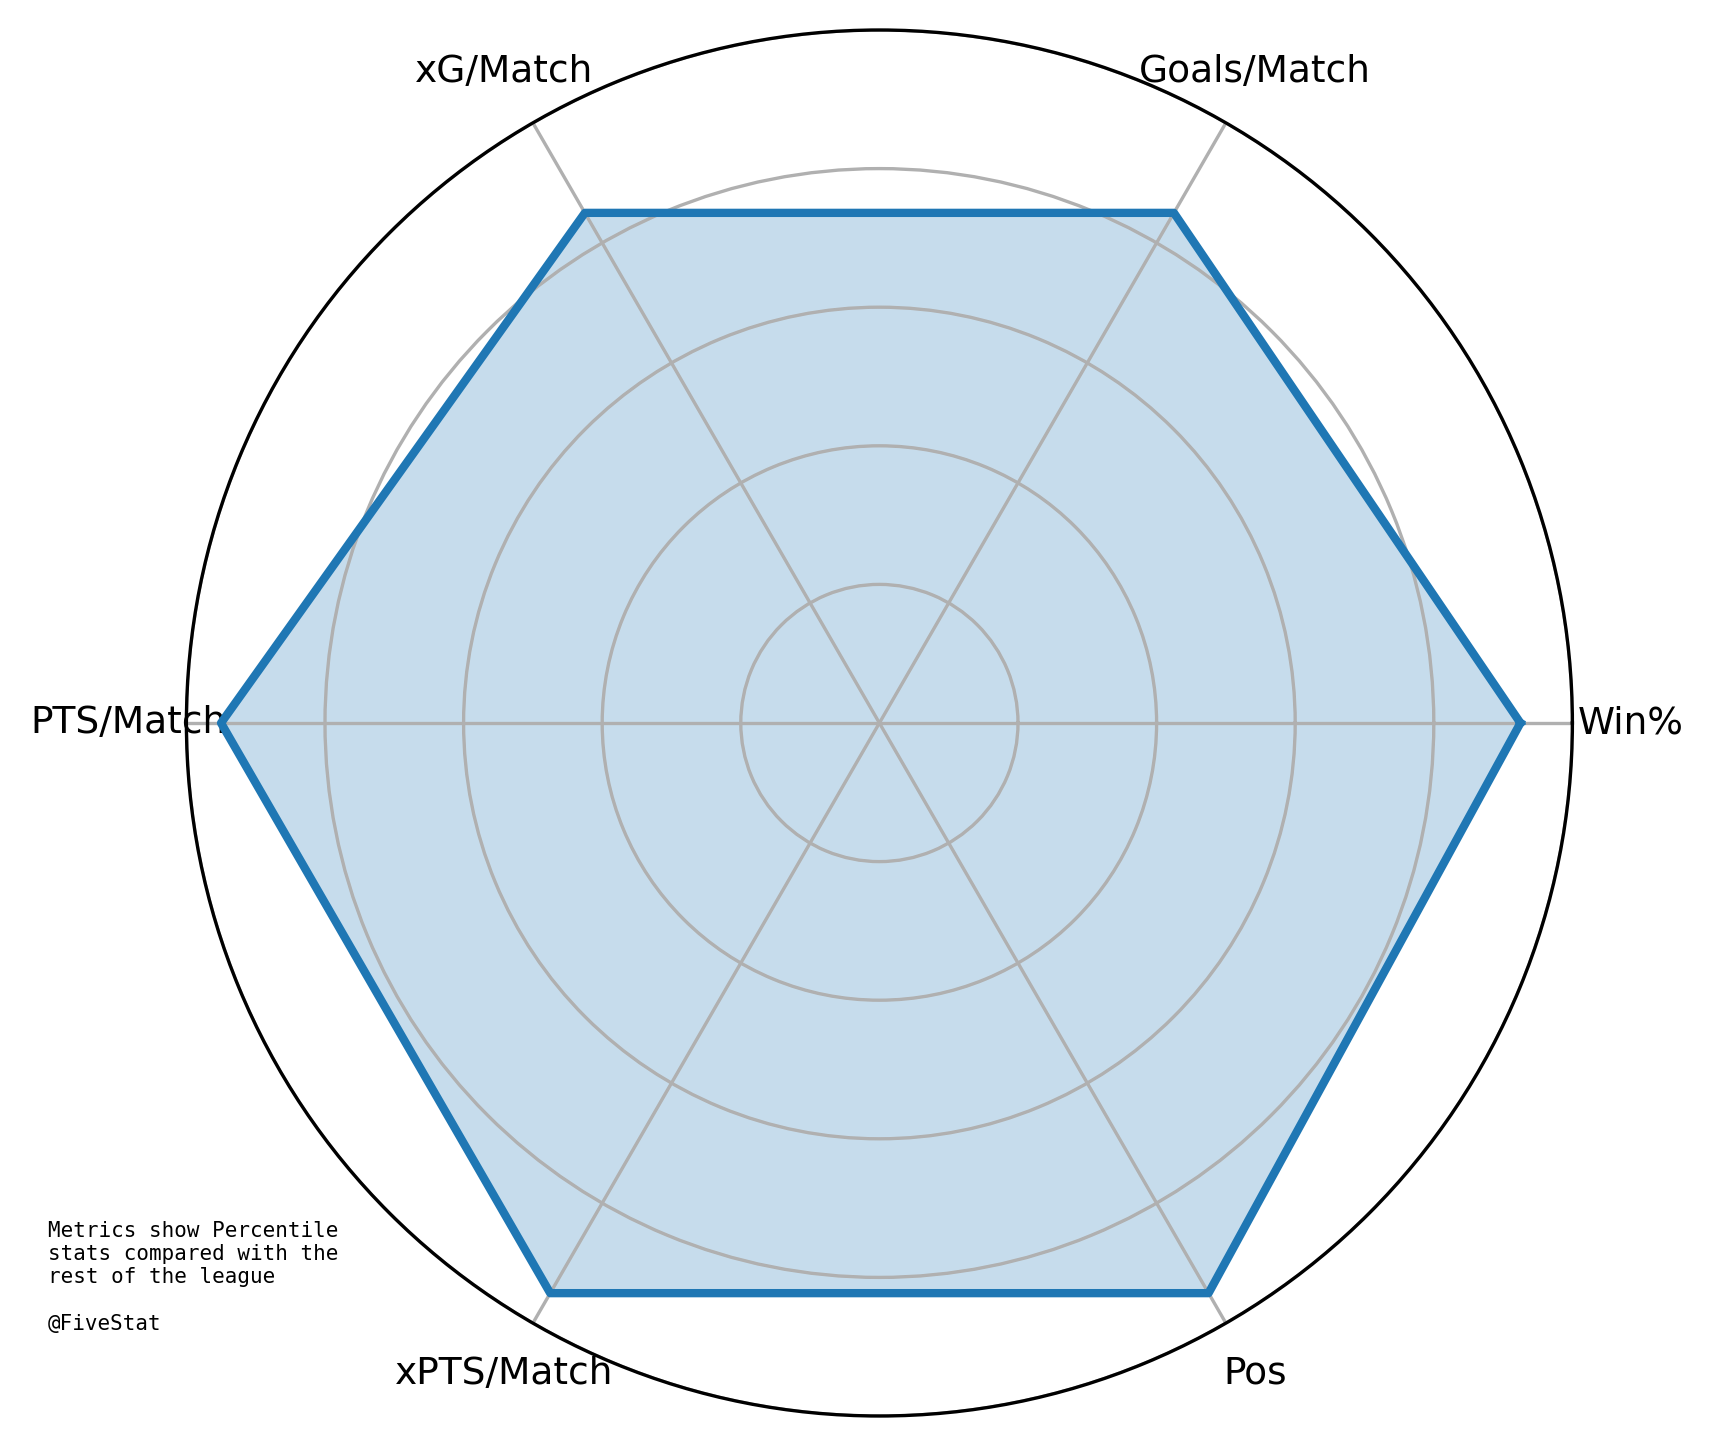 xG/Match
Goals/Match
PTS/Match
Win%
Metrics show Percentile
stats compared with the
rest of the league
@FiveStat
xPTS/Match
Pos